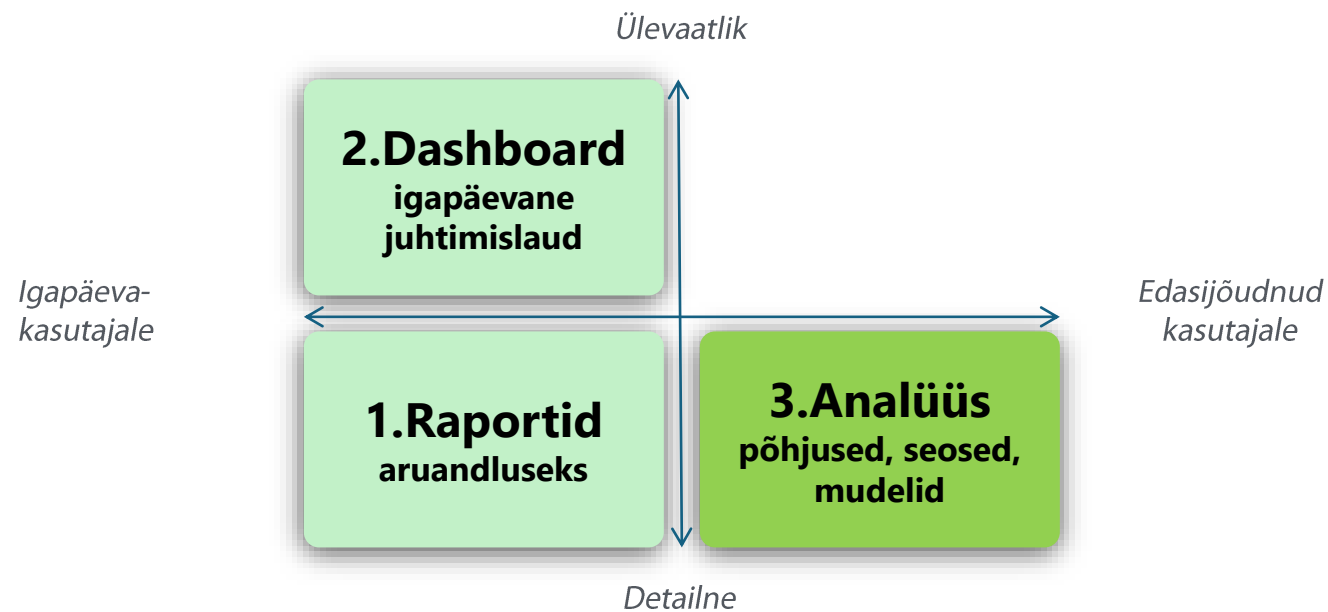 Ülevaatlik
2.Dashboard
igapäevane
juhtimislaud
Igapäeva-
kasutajale
Edasijõudnud
kasutajale
1.Raportid
aruandluseks
3.Analüüs
põhjused, seosed,
mudelid
Detailne